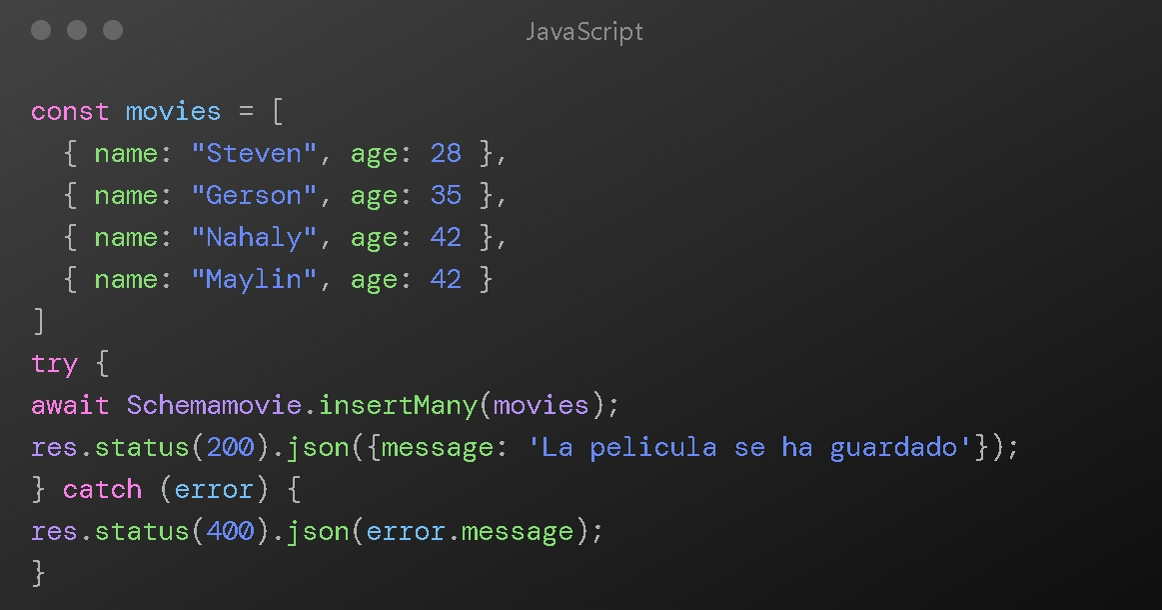 JavaScript
const movies = [
  { name: "Steven", age: 28 },
  { name: "Gerson", age: 35 },
  { name: "Nahaly", age: 42 },
  { name: "Maylin", age: 42 }
]
try {
await Schemamovie.insertMany(movies);
res.status(200).json({message: 'La pelicula se ha guardado'});
} catch (error) {
res.status(400).json(error.message);
}